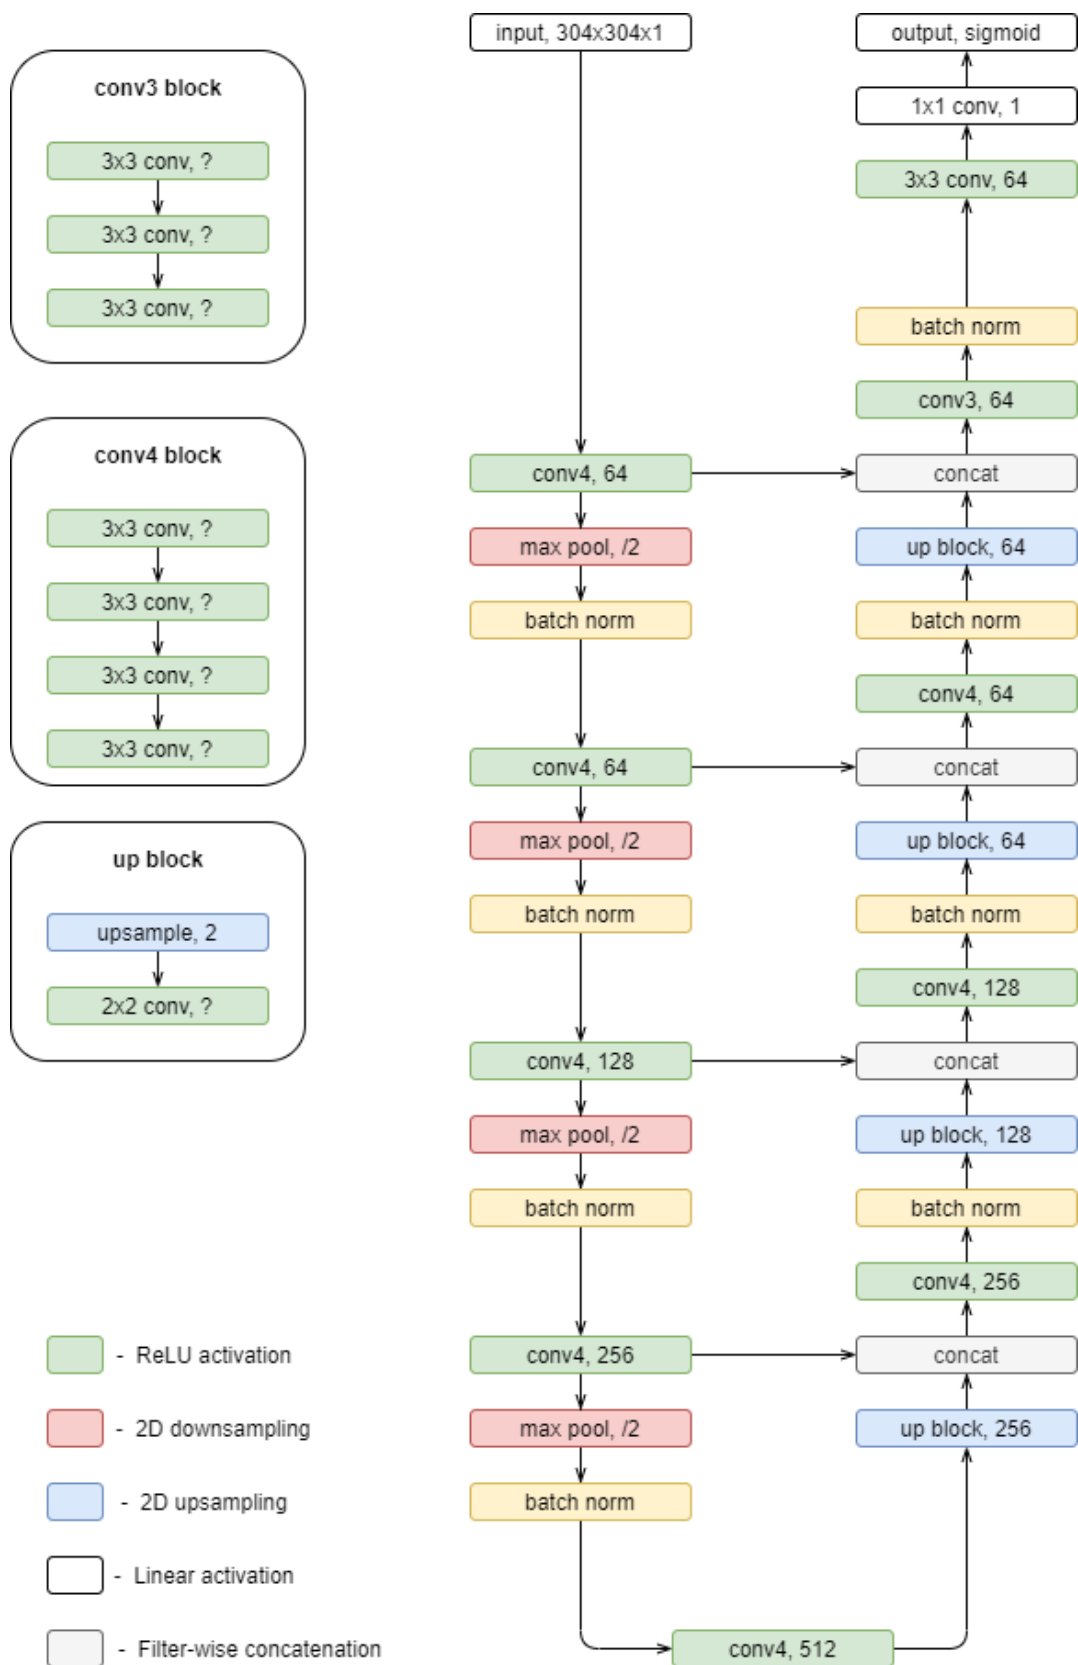 conv3 block
3x3 conv, ?
3x3 conv, ?
3x3 conv, ?
conv4 block
3x3 conv, ?
3x3 conv, ?
3x3 conv, ?
3x3 conv, ?
up block
upsample, 2
2x2 conv, ?
- ReLU activation
- 2D downsampling
- 2D upsampling
- Linear activation
- Filter-wise concatenation
input, 304x304x1
conv4, 64
max pool, /2
batch norm
conv4, 64
max pool, /2
batch norm
conv4, 128
max pool, /2
batch norm
conv4, 256
max pool, /2
batch norm
conv4, 512
output, sigmoid
1x1 conv, 1
3x3 conv, 64
batch norm
conv3, 64
concat
up block, 64
batch norm
conv4, 64
concat
up block, 64
batch norm
conv4, 128
concat
up block, 128
batch norm
conv4, 256
concat
up block, 256